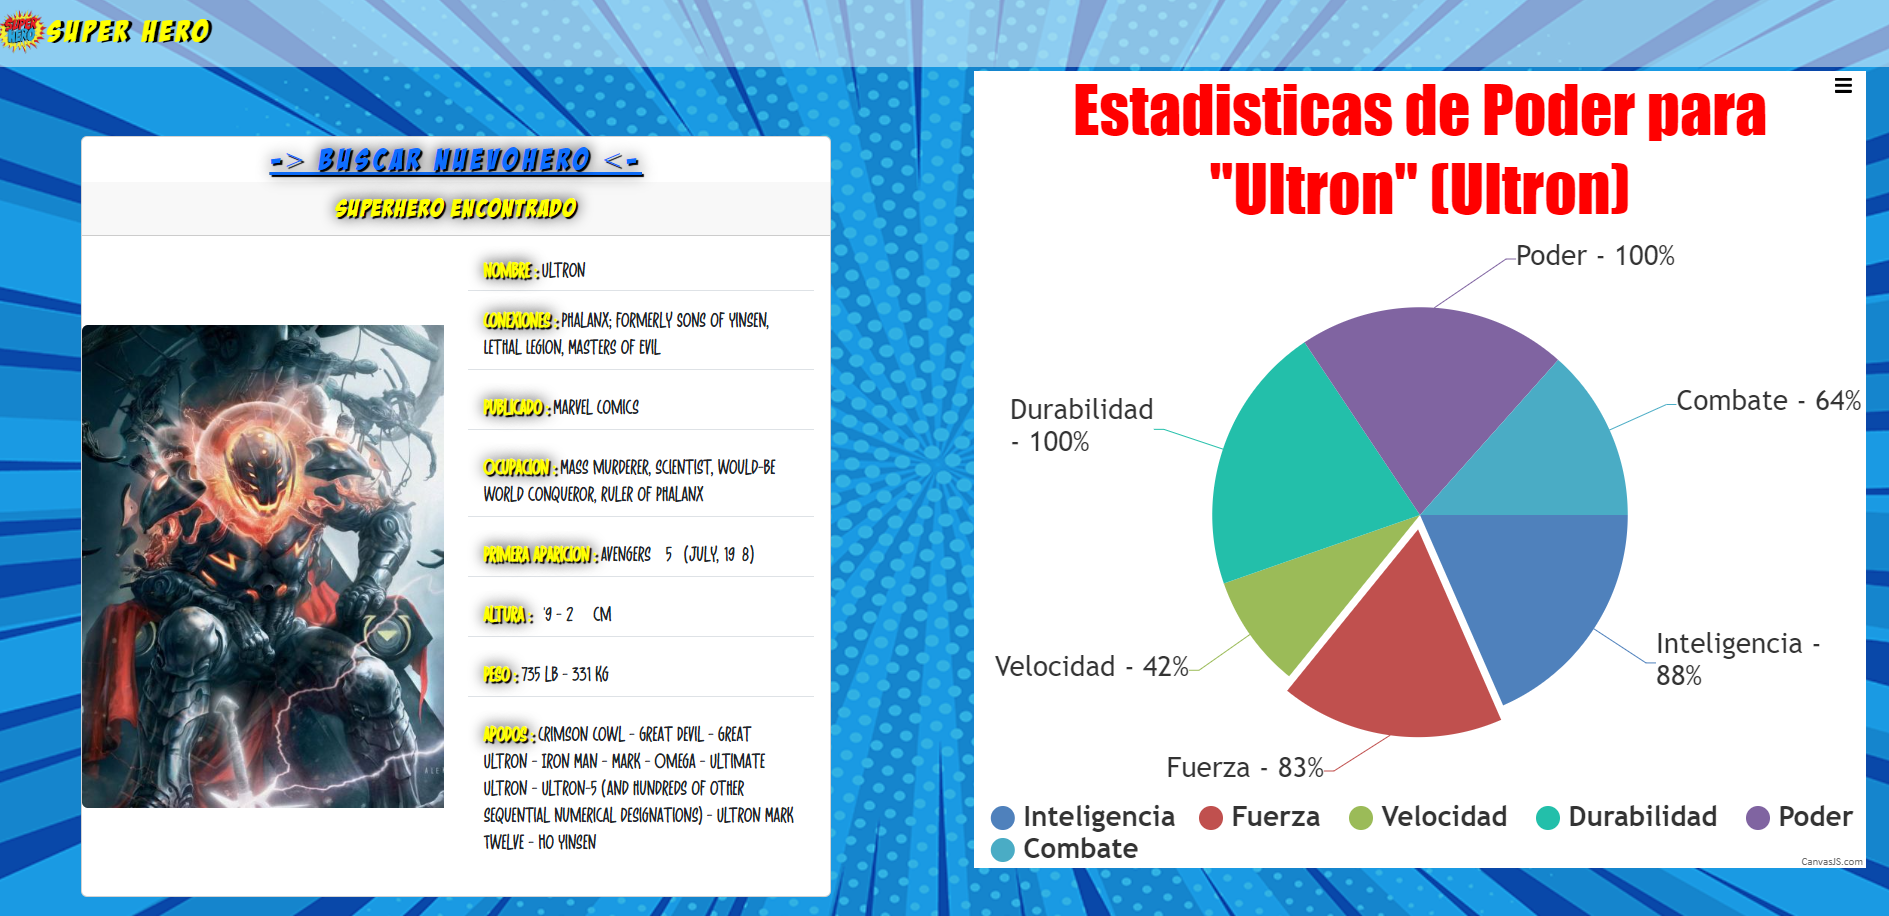 SUPER HERO
SUPER HERO
-> BUSCAR NUEVOHERO <-
SUPERHERO ENCONTRADO
NOMBRE : ULTRON
CONEXIONES : PHALANX; FORMERLY SONS OF YINSEN,
LETHAL LEGION, MASTERS OF EVIL
PUBLICADO : MARVEL COMICS
OCUPACION : MASS MURDERER, SCIENTIST, WOULD-BE
WORLD CONQUEROR, RULER OF PHALANX
PRIMERA APARICION : AVENGERS 5 (JULY, 19 8)
ALTURA : '9 - 2 CM
PESO : 735 LB - 331 KG
APODOS : CRIMSON COWL - GREAT DEVIL - GREAT
ULTRON - IRON MAN - MARK - OMEGA - ULTIMATE
ULTRON - ULTRON-5 (AND HUNDREDS OF OTHER
SEQUENTIAL NUMERICAL DESIGNATIONS) - ULTRON MARK
TWELVE - HO YINSEN
Estadisticas de Poder para
"Ultron" (Ultron)
Poder - 100%
Combate - 64%
Durabilidad
- 100%
Inteligencia -
88%
Velocidad - 42%
Fuerza - 83%
Inteligencia Fuerza Velocidad Durabilidad Poder
Combate
CanvasJS.com